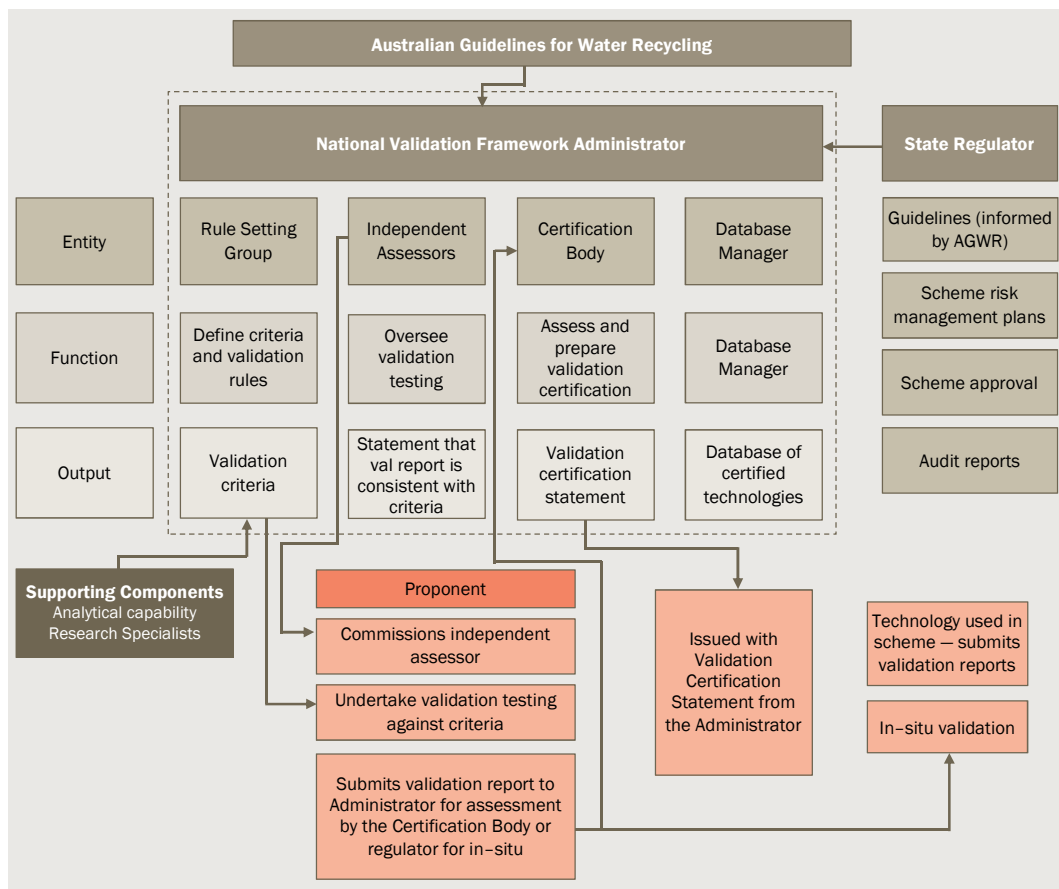 Australian Guidelines for Water Recycling
National Validation Framework Administrator
State Regulator
Entity
Rule Setting
Group
Independent
Assessors
Certification
Body
Database
Manager
Guidelines (informed
by AGWR)
Scheme risk
management plans
Function
Define criteria
and validation
rules
Oversee
validation
testing
Assess and
prepare
validation
certification
Database
Manager
Scheme approval
Output
Validation
criteria
Statement that
val report is
consistent with
criteria
Validation
certification
statement
Database of
certified
technologies
Audit reports
Supporting Components
Analytical capability
Research Specialists
Proponent
Commissions independent
assessor
Undertake validation testing
against criteria
Submits validation report to
Administrator for assessment
by the Certification Body or
regulator for in–situ
Issued with
Validation
Certification
Statement from
the Administrator
Technology used in
scheme — submits
validation reports
In–situ validation